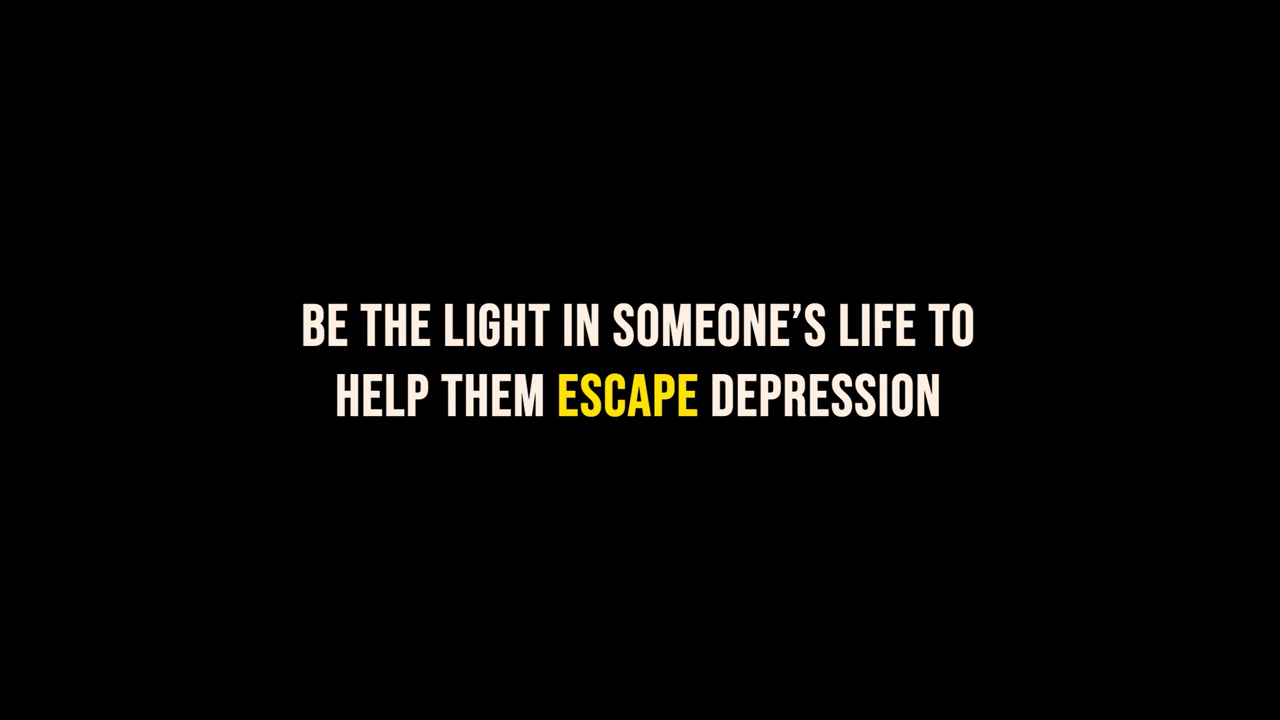 BE THE LIGHT IN SOMEONE’S LIFE TO
HELP THEM ESCAPE DEPRESSION